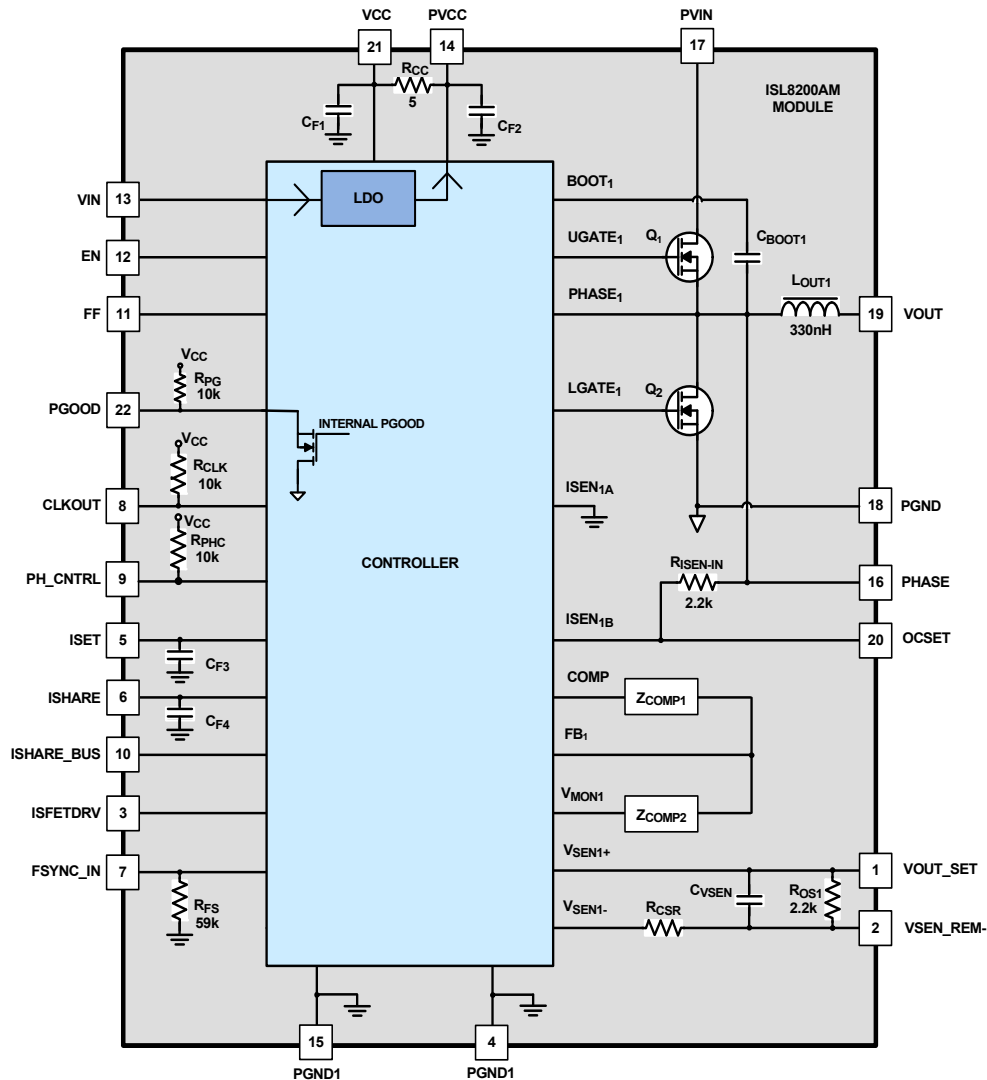 VCC
PVCC
PVIN
21
14
17
RCC
5
CF1
CF2
ISL8200AM
MODULE
VIN
13
LDO
BOOT1
EN
12
UGATE1
Q1
CBOOT1
FF
11
PHASE1
LOUT1
330nH
19
VOUT
VCC
RPG
10k
PGOOD
22
INTERNAL PGOOD
LGATE1
Q2
VCC
RCLK
10k
CLKOUT
8
ISEN1A
18
PGND
VCC
RPHC
10k
PH_CNTRL
9
CONTROLLER
RISEN-IN
2.2k
16
PHASE
ISET
5
CF3
ISEN1B
20
OCSET
ISHARE
6
CF4
COMP
ZCOMP1
ISHARE_BUS
10
FB1
ISFETDRV
3
VMON1
ZCOMP2
FSYNC_IN
7
RFS
59k
VSEN1+
CVSEN
ROS1
2.2k
1
VOUT_SET
VSEN1-
RCSR
2
VSEN_REM-
15
4
PGND1
PGND1